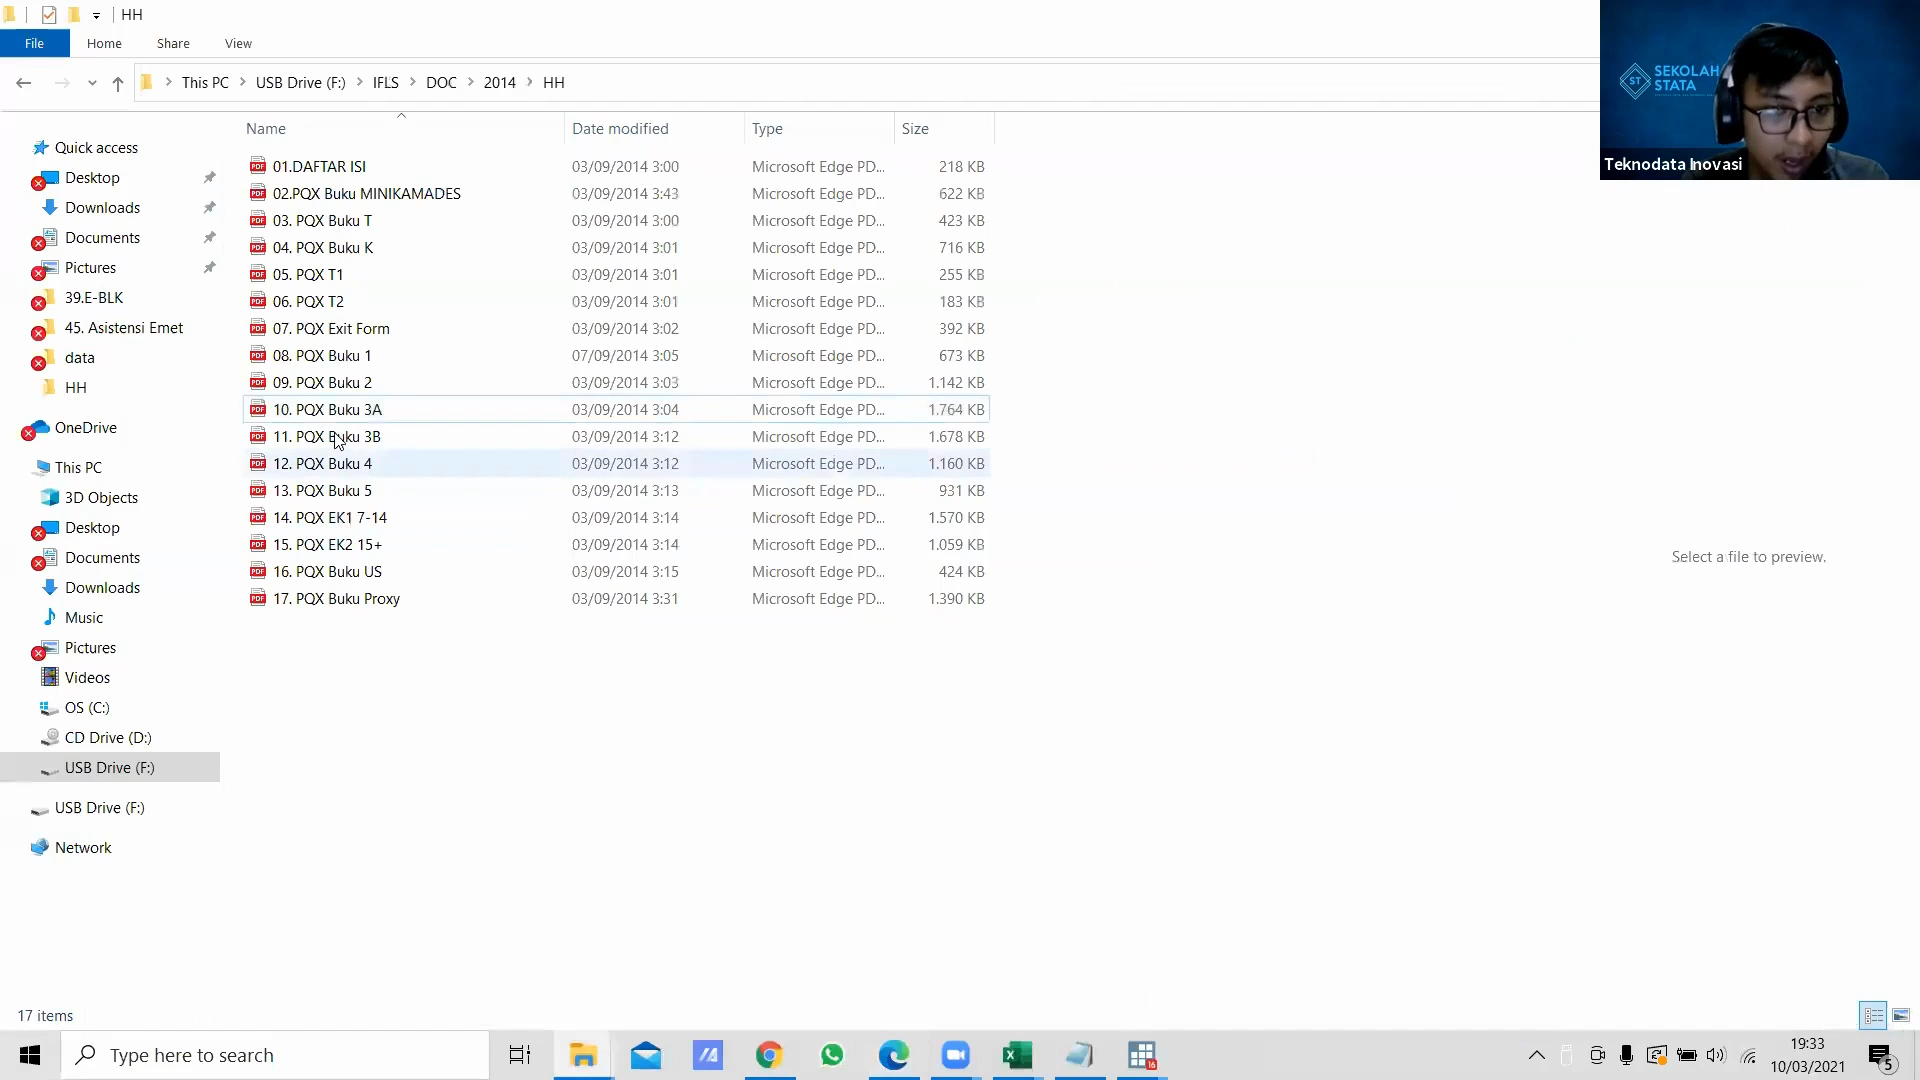 HH
File Home Share View
This PC USB Drive (F:) IFLS DOC 2014 HH
SEKOLAH
STATA
ST
Teknodata Inovasi
Name Date modified Type Size
01.DAFTAR ISI 03/09/2014 3:00 Microsoft Edge PD... 218 KB
02.PQX Buku MINIKAMADES 03/09/2014 3:43 Microsoft Edge PD... 622 KB
03. PQX Buku T 03/09/2014 3:00 Microsoft Edge PD... 423 KB
04. PQX Buku K 03/09/2014 3:01 Microsoft Edge PD... 716 KB
05. PQX T1 03/09/2014 3:01 Microsoft Edge PD... 255 KB
06. PQX T2 03/09/2014 3:01 Microsoft Edge PD... 183 KB
07. PQX Exit Form 03/09/2014 3:02 Microsoft Edge PD... 392 KB
08. PQX Buku 1 07/09/2014 3:05 Microsoft Edge PD... 673 KB
09. PQX Buku 2 03/09/2014 3:03 Microsoft Edge PD... 1.142 KB
10. PQX Buku 3A 03/09/2014 3:04 Microsoft Edge PD... 1.764 KB
11. PQX Buku 3B 03/09/2014 3:12 Microsoft Edge PD... 1.678 KB
12. PQX Buku 4 03/09/2014 3:12 Microsoft Edge PD... 1.160 KB
13. PQX Buku 5 03/09/2014 3:13 Microsoft Edge PD... 931 KB
14. PQX EK1 7-14 03/09/2014 3:14 Microsoft Edge PD... 1.570 KB
15. PQX EK2 15+ 03/09/2014 3:14 Microsoft Edge PD... 1.059 KB
16. PQX Buku US 03/09/2014 3:15 Microsoft Edge PD... 424 KB
17. PQX Buku Proxy 03/09/2014 3:31 Microsoft Edge PD... 1.390 KB
Quick access
Desktop
Downloads
Documents
Pictures
39.E-BLK
45. Asistensi Emet
data
HH
OneDrive
This PC
3D Objects
Desktop
Documents
Downloads
Music
Pictures
Videos
OS (C:)
CD Drive (D:)
USB Drive (F:)
USB Drive (F:)
Network
Select a file to preview.
17 items
Type here to search
19:33
10/03/2021
5